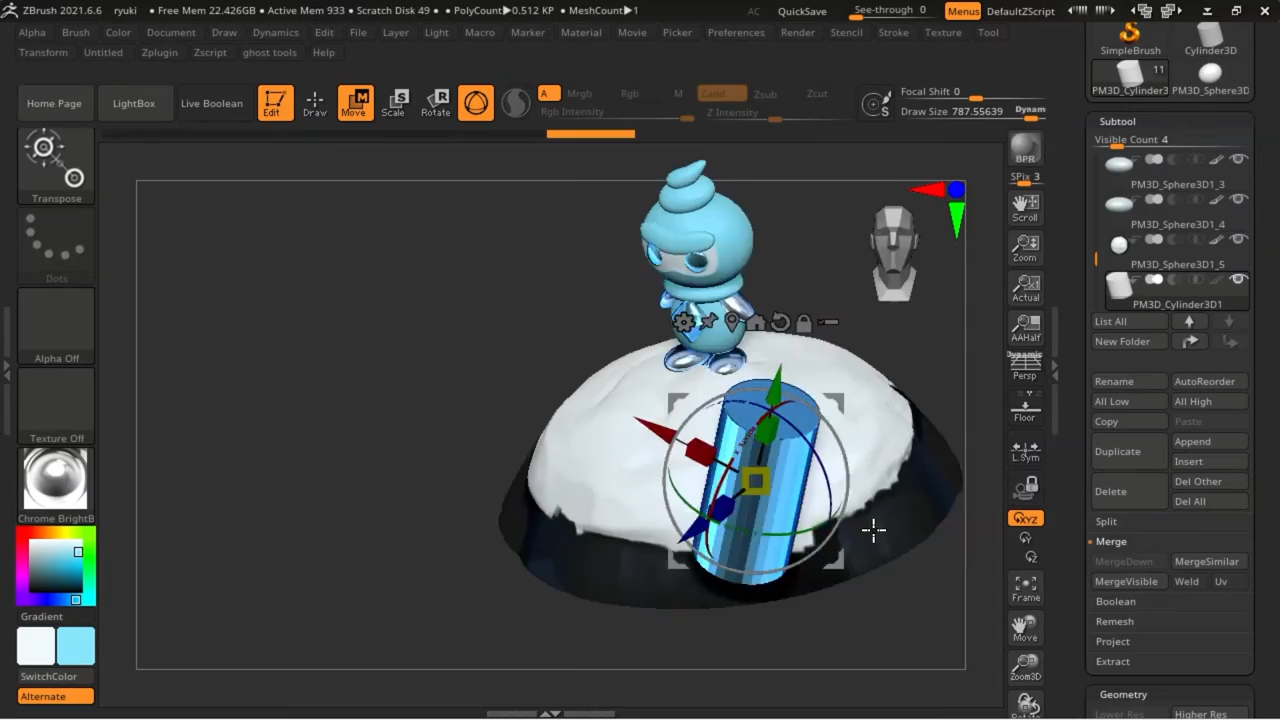 ZBrush 2021.6.6 ryuki • Free Mem 22.426GB • Active Mem 933 • Scratch Disk 49 • PolyCount▶0.512 KP • MeshCount▶1 AC QuickSave See-through 0 Menus DefaultZScript
Alpha Brush Color Document Draw Dynamics Edit File Layer Light Macro Marker Material Movie Picker Preferences Render Stencil Stroke Texture Tool
Transform Untitled Zplugin Zscript ghost tools Help
SimpleBrush Cylinder3D
11
PM3D_Cylinder3 PM3D_Sphere3D
Home Page LightBox Live Boolean Edit Draw Move Scale Rotate A Mrgb Rgb M Zadd Zsub Zcut
Rgb Intensity Z Intensity
Focal Shift 0
Draw Size 787.55639 Dynam
Transpose
Dots
Alpha Off
Texture Off
Chrome BrightB
Gradient
SwitchColor
Alternate
BPR
SPix 3
Scroll
Zoom
Actual
AAHalf
Dynamic
Persp
Floor
L.Sym
XYZ
Y
Z
Frame
Move
Zoom3D
Subtool
Visible Count 4
PM3D_Sphere3D1_3
PM3D_Sphere3D1_4
PM3D_Sphere3D1_5
PM3D_Cylinder3D1
List All
New Folder
Rename AutoReorder
All Low All High
Copy Paste
Duplicate Append
Insert
Delete Del Other
Del All
Split
Merge
MergeDown MergeSimilar
MergeVisible Weld Uv
Boolean
Remesh
Project
Extract
Geometry
Lower Res Higher Res